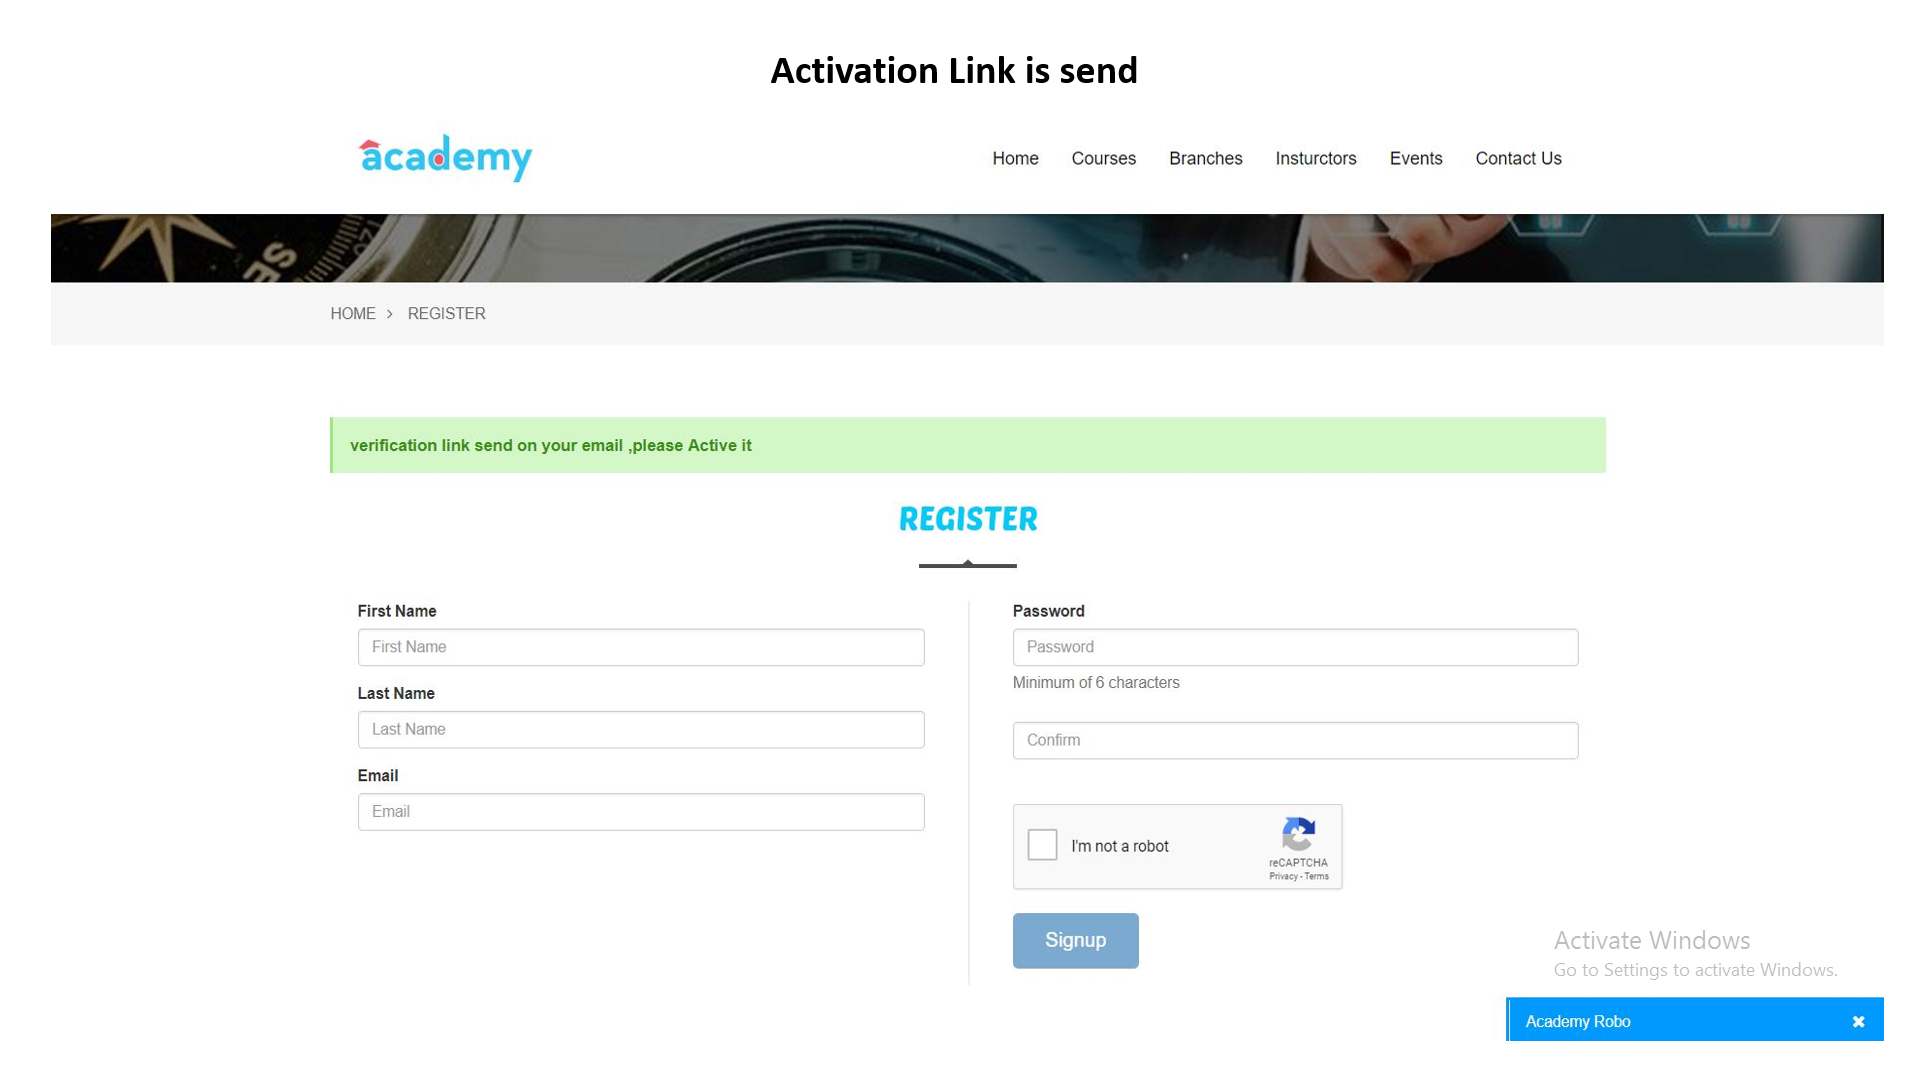 Activation Link is send
academy
Home Courses Branches Insturctors Events Contact Us
SE
HOME > REGISTER
verification link send on your email ,please Active it
REGISTER
First Name
First Name
Last Name
Last Name
Email
Email
Password
Password
Minimum of 6 characters
Confirm
I'm not a robot
reCAPTCHA
Privacy - Terms
Signup
Activate Windows
Go to Settings to activate Windows.
Academy Robo